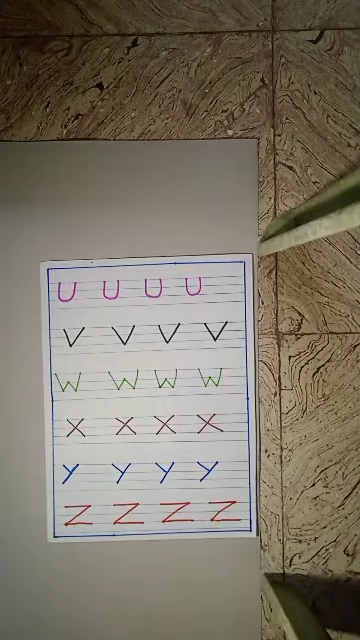 U U U U
V V V V
W W W W
X X X X
Y Y Y Y
Z Z Z Z